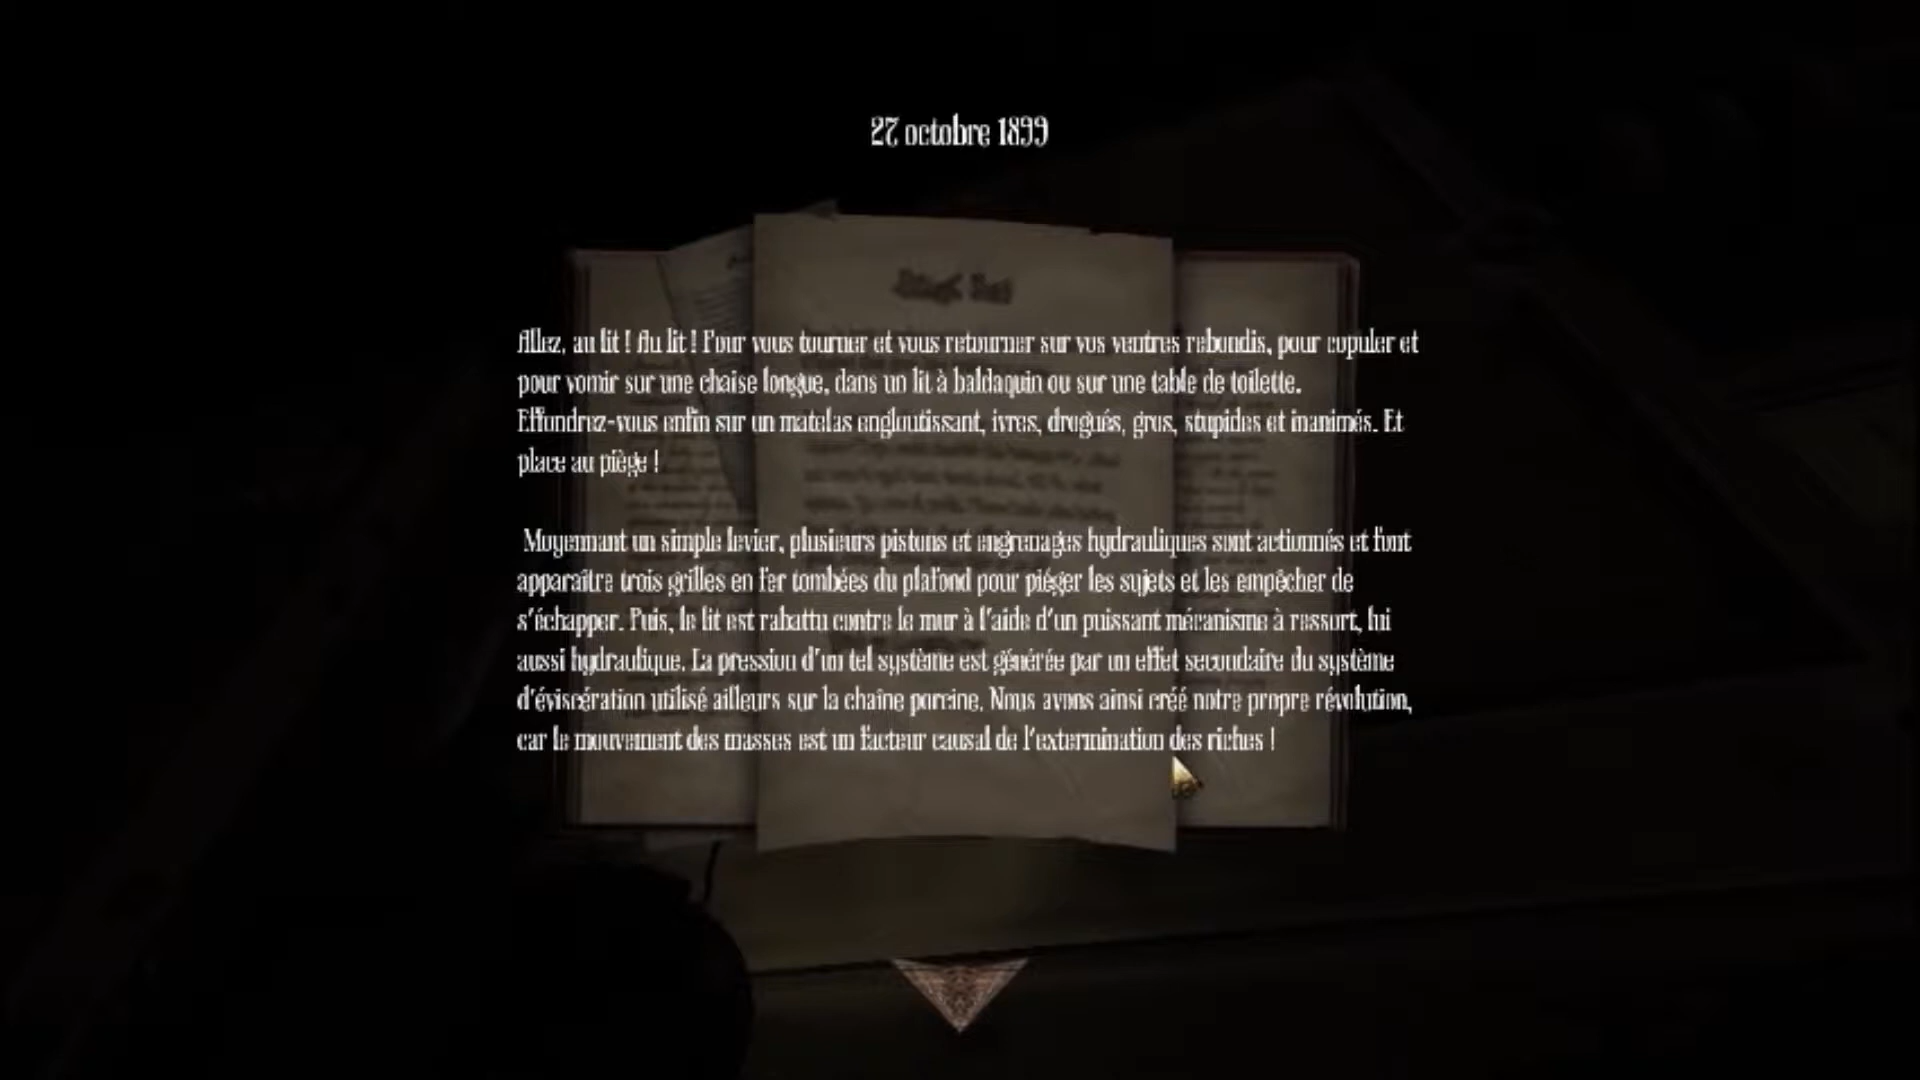 27 octobre 1899
Allez, au lit ! Au lit ! Pour vous tourner et vous retourner sur vos ventres rebondis, pour copuler et
pour vomir sur une chaise longue, dans un lit à baldaquin ou sur une table de toilette.
Effondrez-vous enfin sur un matelas engloutissant, ivres, drogués, gros, stupides et inanimés. Et
place au piège !
Moyennant un simple levier, plusieurs pistons et engrenages hydrauliques sont actionnés et font
apparaître trois grilles en fer tombées du plafond pour piéger les sujets et les empêcher de
s'échapper. Puis, le lit est rabattu contre le mur à l'aide d'un puissant mécanisme à ressort, lui
aussi hydraulique. La pression d'un tel système est générée par un effet secondaire du système
d'éviscération utilisé ailleurs sur la chaîne porcine. Nous avons ainsi créé notre propre révolution,
car le mouvement des masses est un facteur causal de l'extermination des riches !